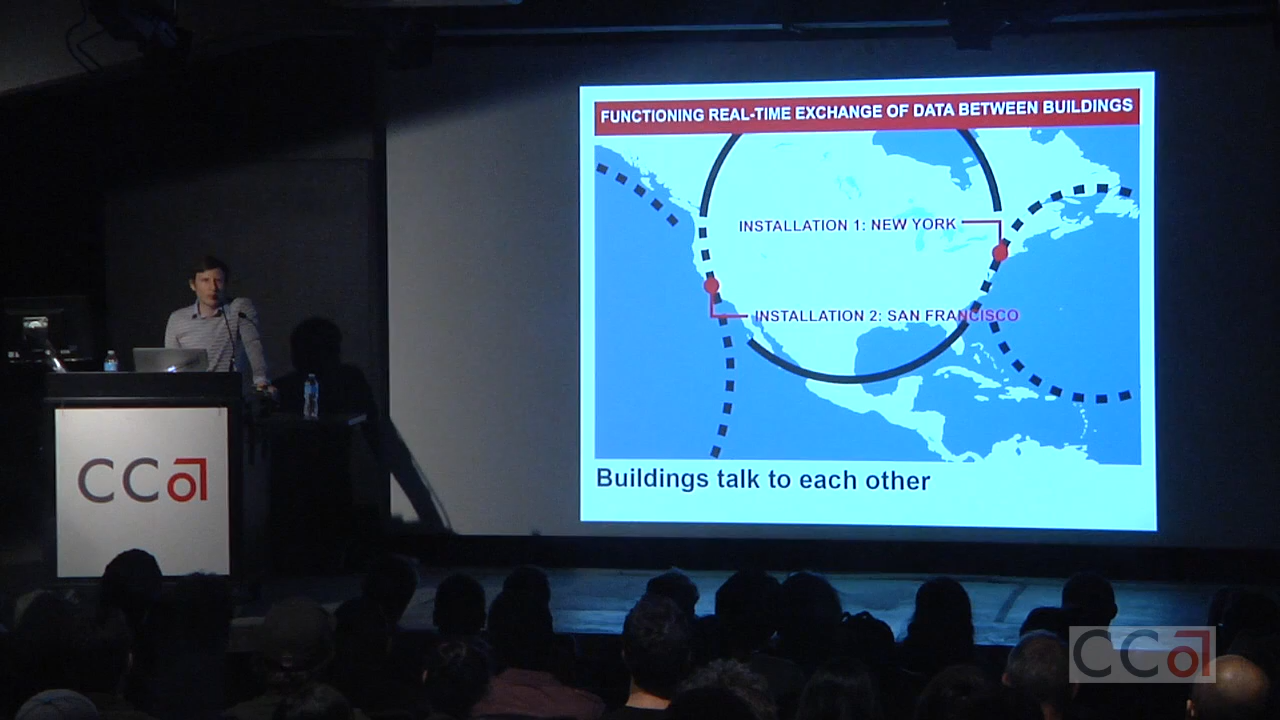 FUNCTIONING REAL-TIME EXCHANGE OF DATA BETWEEN BUILDINGS
INSTALLATION 1: NEW YORK
INSTALLATION 2: SAN FRANCISCO
Buildings talk to each other
CCA
CCA